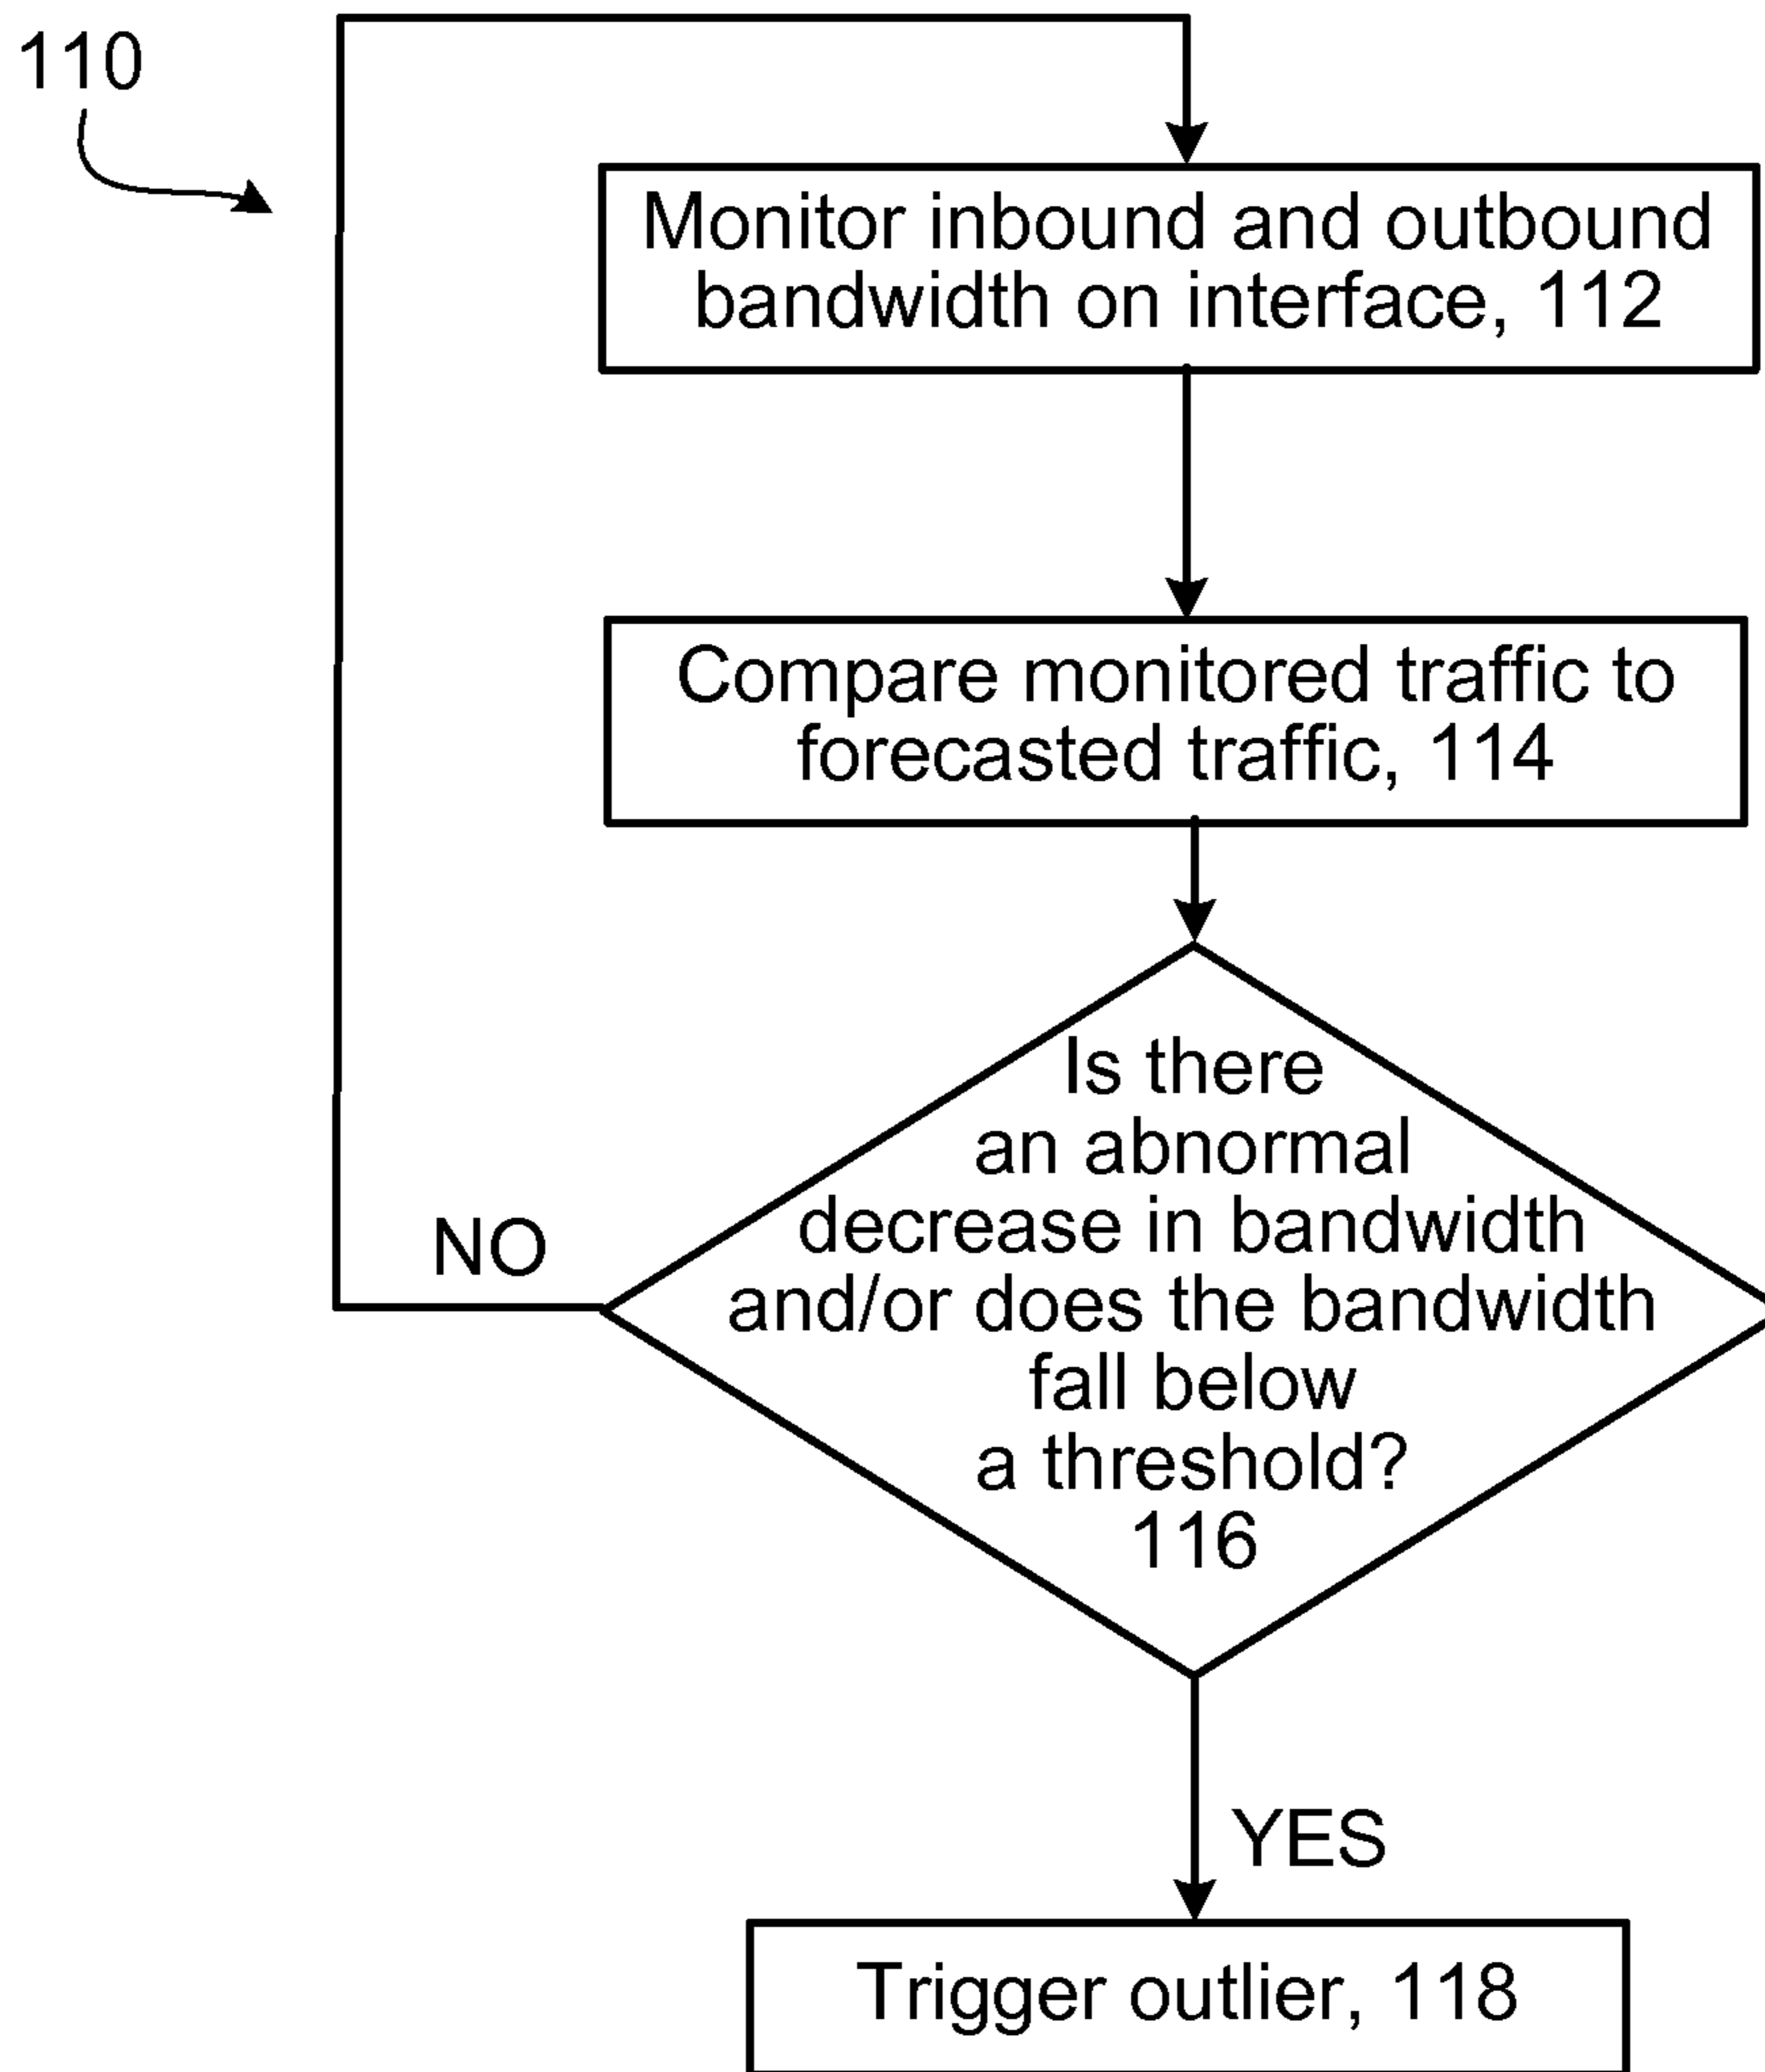 110
Monitor inbound and outbound
bandwidth on interface, 112
Compare monitored traffic to
forecasted traffic, 114
Is there
an abnormal
decrease in bandwidth
and/or does the bandwidth
fall below
a threshold?
116
NO
YES
Trigger outlier, 118